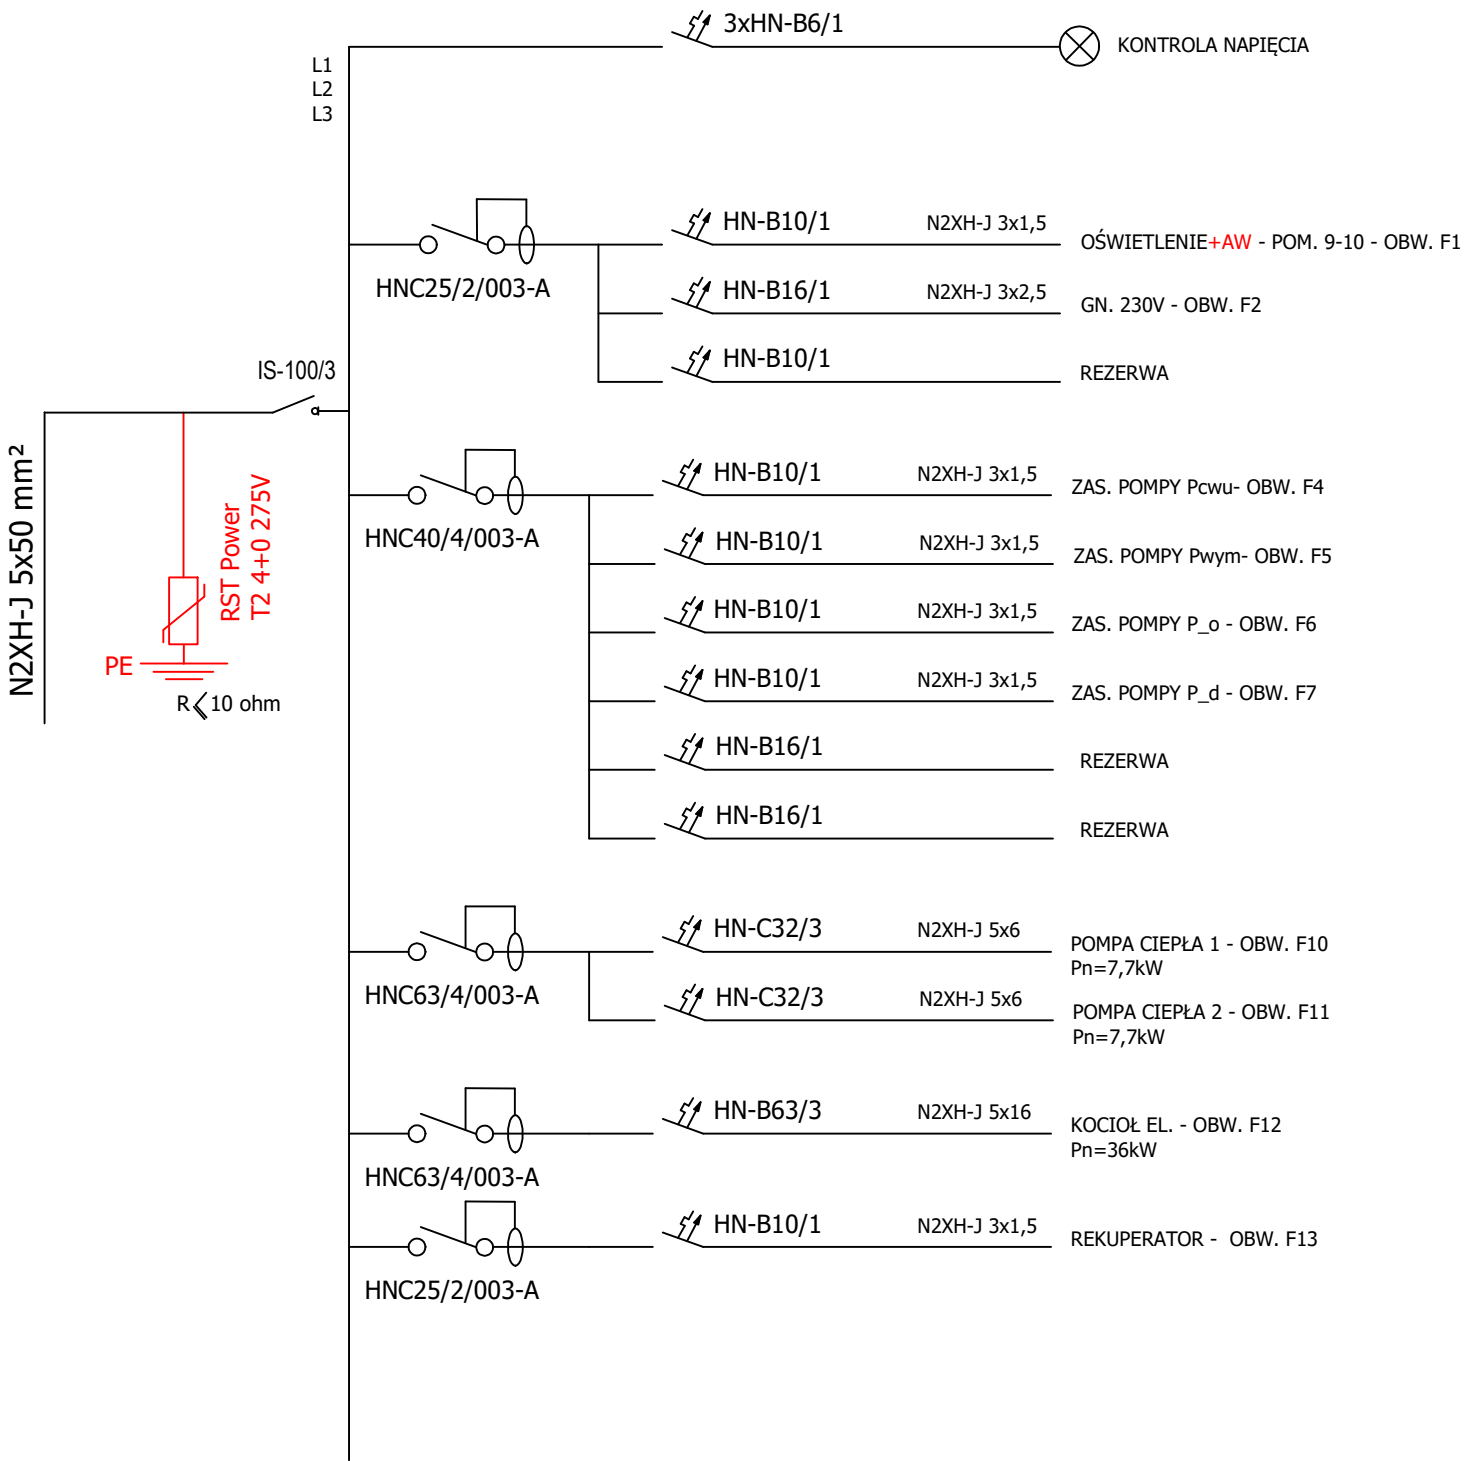 3xHN-B6/1
KONTROLA NAPIĘCIA
L1
L2
L3
HNC25/2/003-A
HN-B10/1
N2XH-J 3x1,5
OŚWIETLENIE+AW - POM. 9-10 - OBW. F1
HN-B16/1
N2XH-J 3x2,5
GN. 230V - OBW. F2
HN-B10/1
REZERWA
IS-100/3
N2XH-J 5x50 mm²
RST Power
T2 4+0 275V
PE
R⩽10 ohm
HNC40/4/003-A
HN-B10/1
N2XH-J 3x1,5
ZAS. POMPY Pcwu- OBW. F4
HN-B10/1
N2XH-J 3x1,5
ZAS. POMPY Pwym- OBW. F5
HN-B10/1
N2XH-J 3x1,5
ZAS. POMPY P_o - OBW. F6
HN-B10/1
N2XH-J 3x1,5
ZAS. POMPY P_d - OBW. F7
HN-B16/1
REZERWA
HN-B16/1
REZERWA
HNC63/4/003-A
HN-C32/3
N2XH-J 5x6
POMPA CIEPŁA 1 - OBW. F10
Pn=7,7kW
HN-C32/3
N2XH-J 5x6
POMPA CIEPŁA 2 - OBW. F11
Pn=7,7kW
HNC63/4/003-A
HN-B63/3
N2XH-J 5x16
KOCIOŁ EL. - OBW. F12
Pn=36kW
HNC25/2/003-A
HN-B10/1
N2XH-J 3x1,5
REKUPERATOR - OBW. F13